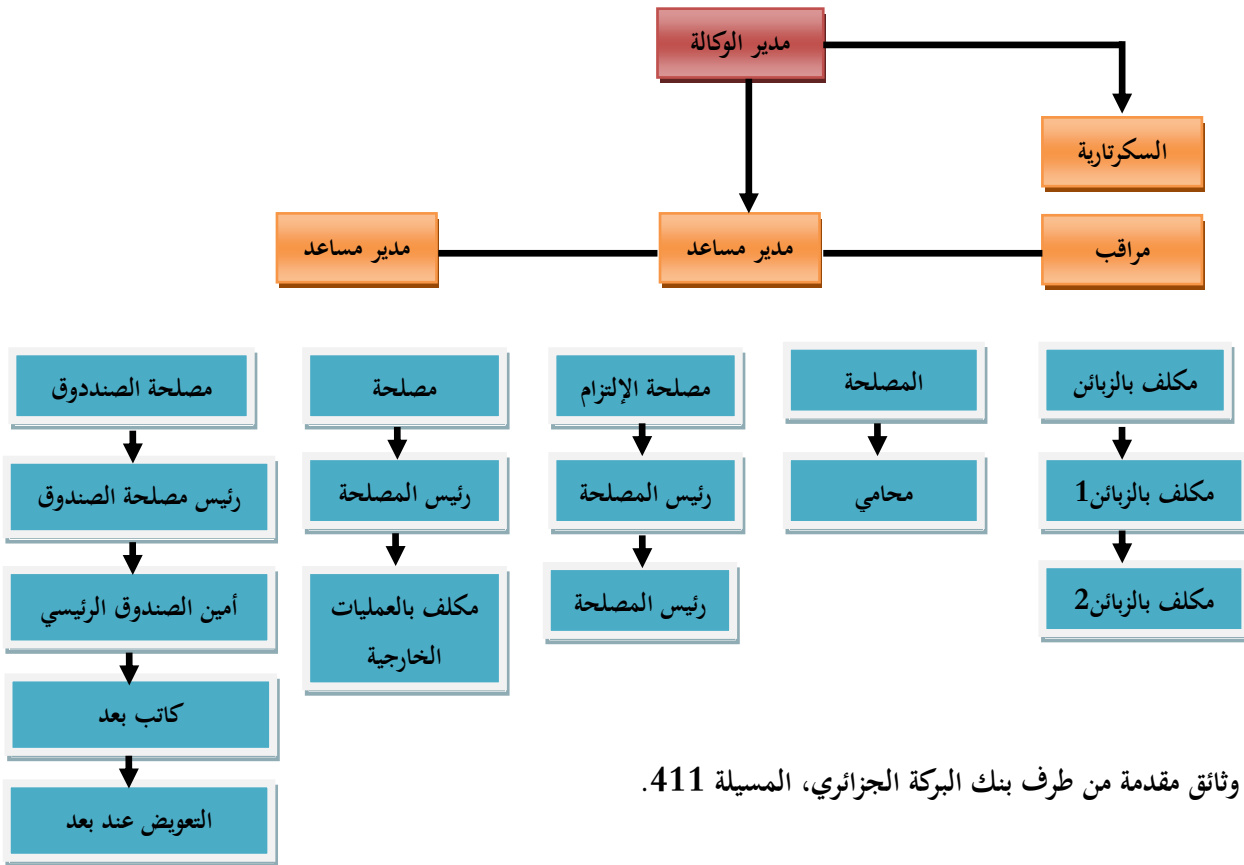 مدير الوكالة
السكرتارية
مراقب
مدير مساعد
مدير مساعد
مكلف بالزبائن
المصلحة
مصلحة الإلتزام
مصلحة
مصلحة الصنددوق
مكلف بالزبائن1
محامي
رئيس المصلحة
رئيس المصلحة
رئيس مصلحة الصندوق
مكلف بالزبائن2
رئيس المصلحة
مكلف بالعمليات
الخارجية
أمين الصندوق الرئيسي
كاتب بعد
التعويض عند بعد
وثائق مقدمة من طرف بنك البركة الجزائري، المسيلة 411.